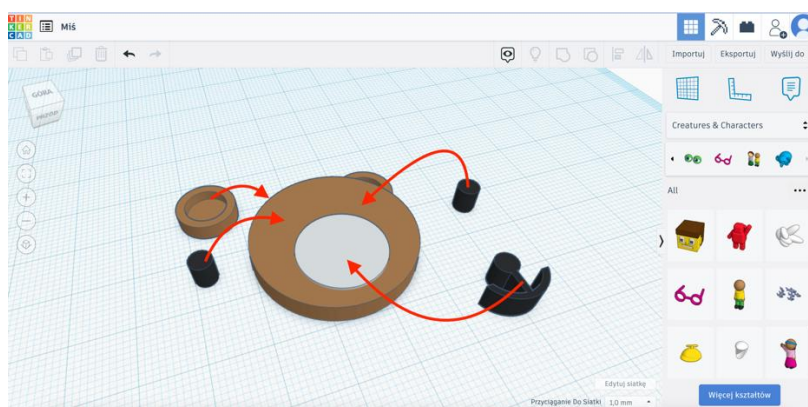 TIN
KER
CAD
Miś
Importuj Eksportuj Wyślij do
GÓRA
PRZÓD
Creatures & Characters
All
Edytuj siatkę
Przyciąganie Do Siatki 1,0 mm
Więcej kształtów